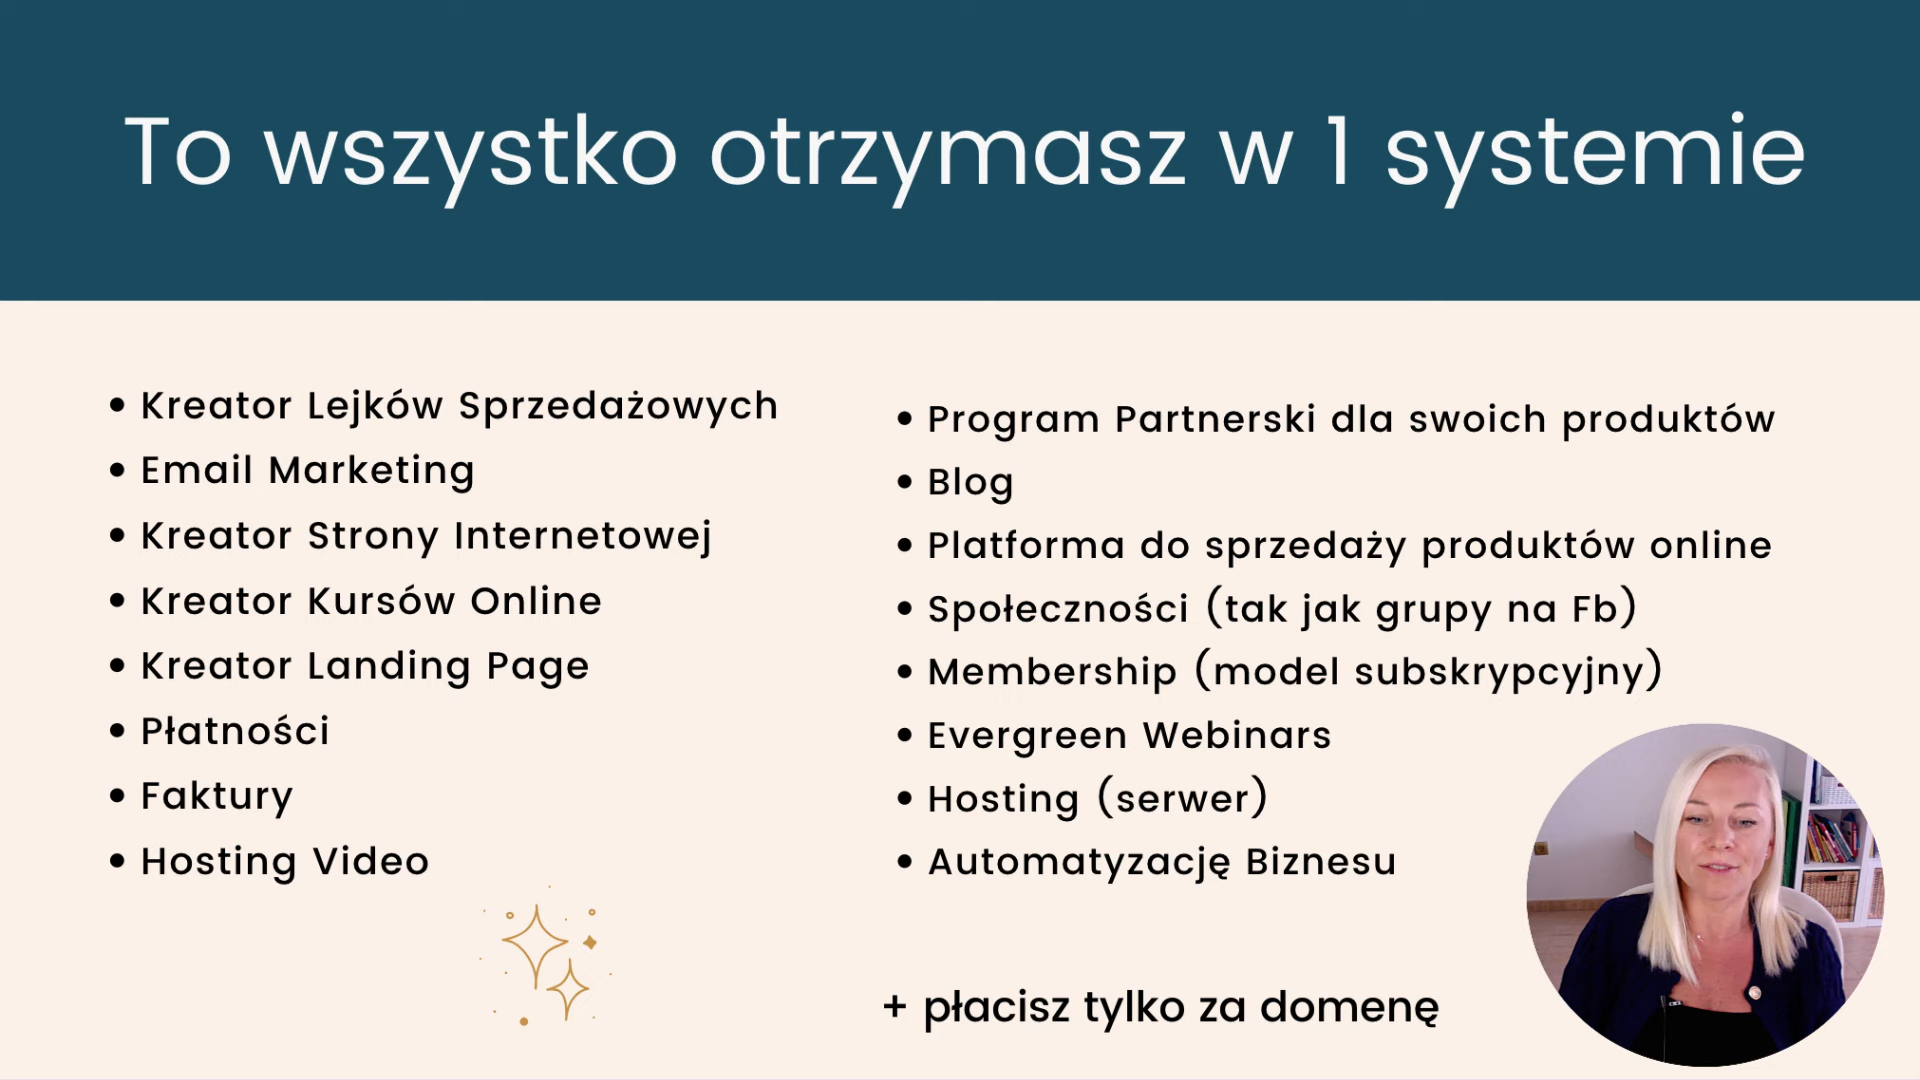 To wszystko otrzymasz w 1 systemie
• Kreator Lejków Sprzedażowych
• Email Marketing
• Kreator Strony Internetowej
• Kreator Kursów Online
• Kreator Landing Page
• Płatności
• Faktury
• Hosting Video
• Program Partnerski dla swoich produktów
• Blog
• Platforma do sprzedaży produktów online
• Społeczności (tak jak grupy na Fb)
• Membership (model subskrypcyjny)
• Evergreen Webinars
• Hosting (serwer)
• Automatyzację Biznesu
+ płacisz tylko za domenę